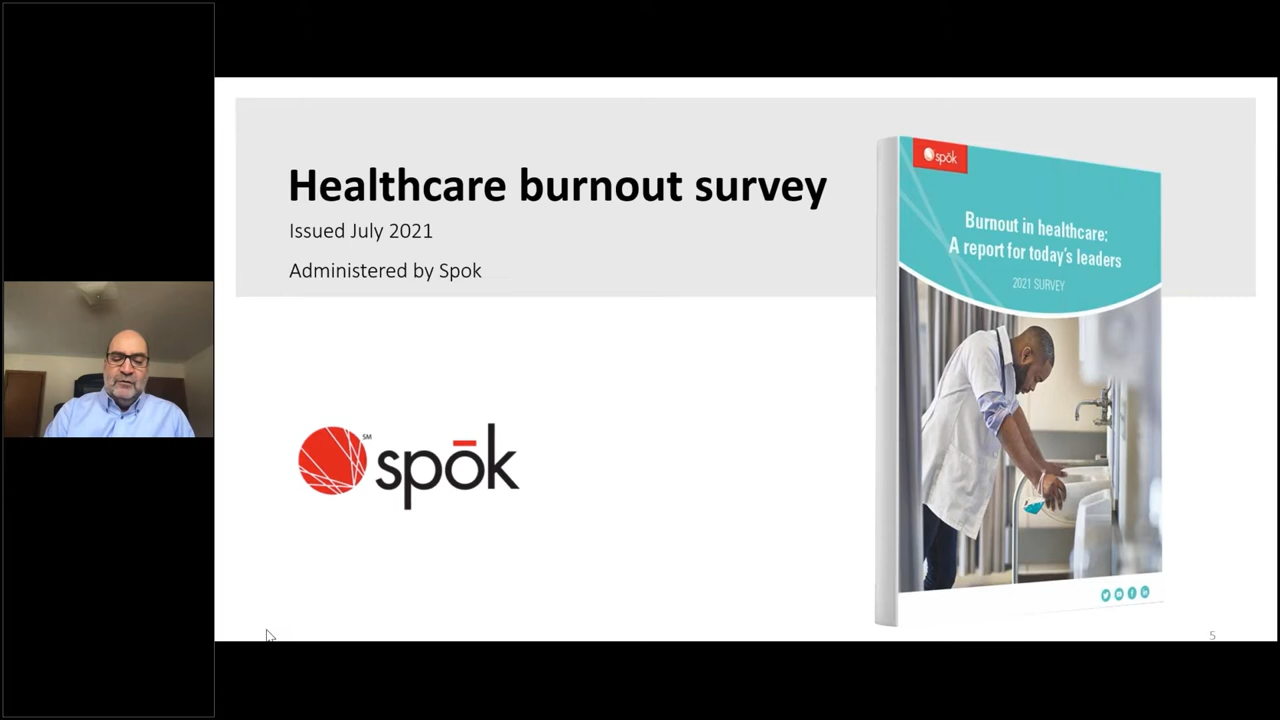 Healthcare burnout survey
Issued July 2021
Administered by Spok
SM
spōk
spōk
Burnout in healthcare:
A report for today's leaders
2021 SURVEY
5